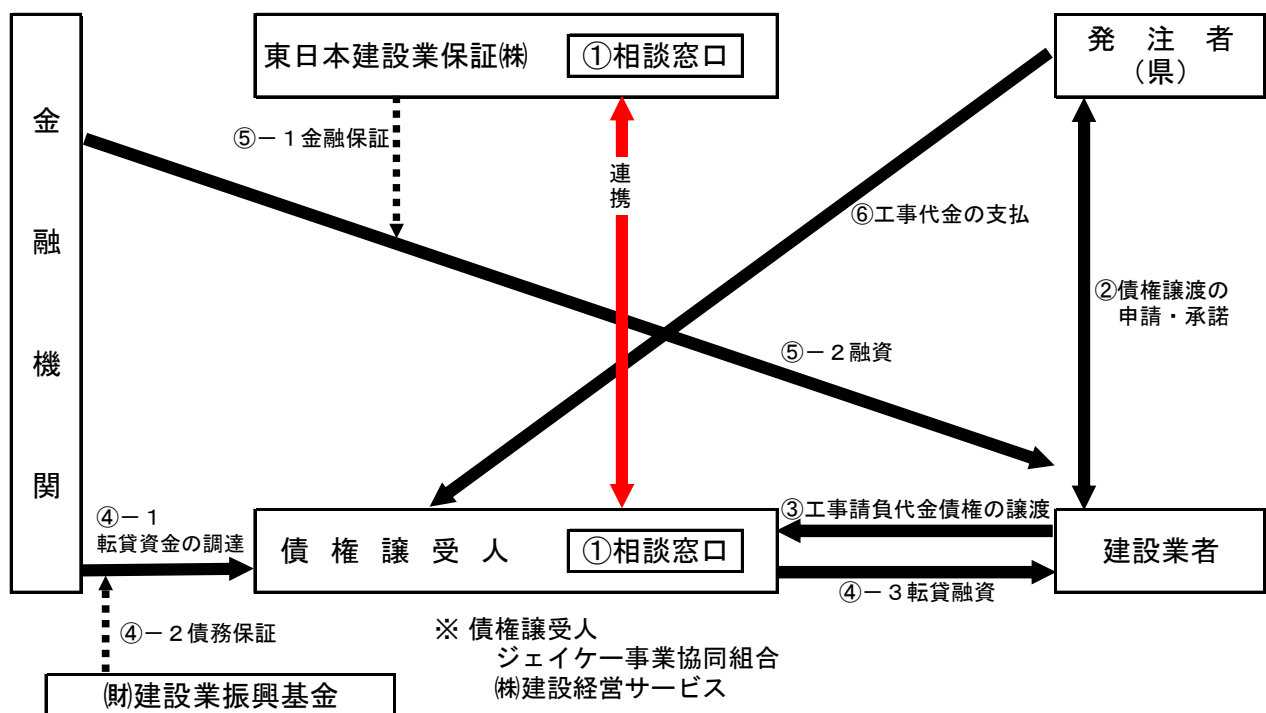 東日本建設業保証㈱ ①相談窓口
発 注 者
（県）
金融機関
⑤－１金融保証
連携
⑥工事代金の支払
②債権譲渡の
申請・承諾
⑤－２融資
④－１
転貸資金の調達
③工事請負代金債権の譲渡
債 権 譲 受 人 ①相談窓口
建設業者
④－３転貸融資
④－２債務保証
※ 債権譲受人
ジェイケー事業協同組合
㈱建設経営サービス
㈶建設業振興基金